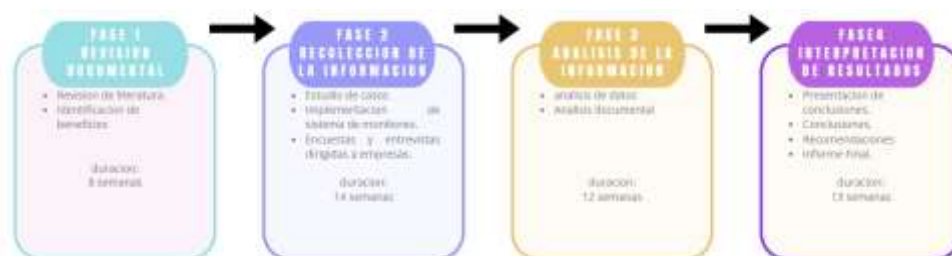 FASE 1
REVISION
DOCUMENTAL
• Revision de literatura.
• Identificacion de
beneficios
duracion:
8 semanas
FASE 2
RECOLECCION DE
LA INFORMACION
• Estudio de casos.
• Implementacion de
sistema de monitoreo.
• Encuestas y entrevistas
dirigidas a empresas.
duracion:
14 semanas
FASE 3
ANALISIS DE LA
INFORMACION
• analisis de datos
• Analisis documental
duracion:
12 semanas
FASE4
INTERPRETACION
DE RESULTADOS
• Presentacion de
conclusiones.
• Conclusiones.
• Recomendaciones
• Informe Final.
duracion:
13 semanas